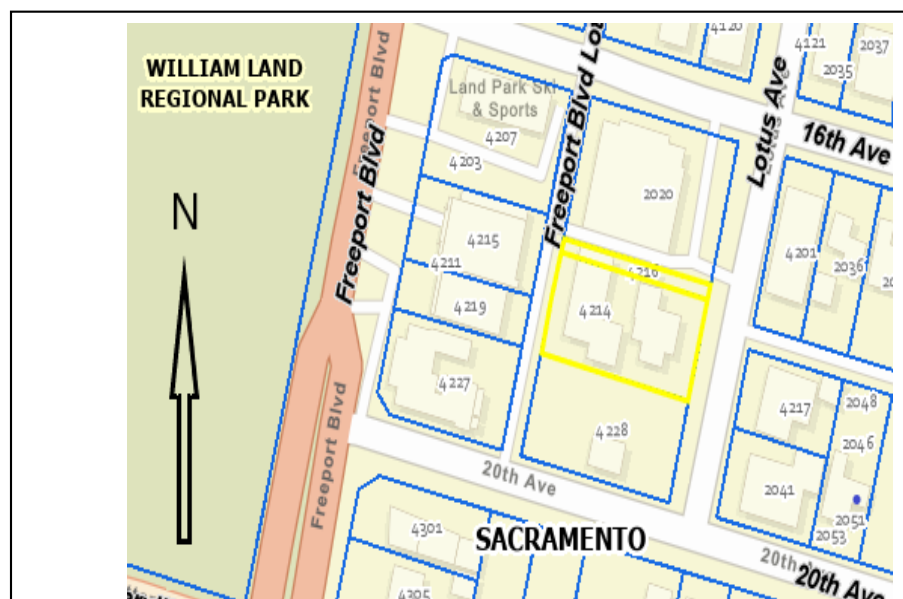 WILLIAM LAND
REGIONAL PARK
N
Freeport Blvd
Freeport Blvd
Freeport Blvd
Land Park Ski
& Sports
4207
4203
4215
4211
4219
4227
Freeport Blvd
4120
4121
2035
2037
Lotus Ave
16th Ave
2020
4216
4214
4228
4201
2036
4217
2048
2046
2041
2051
2053
20th Ave
SACRAMENTO
20th
20th Ave
4301
4305